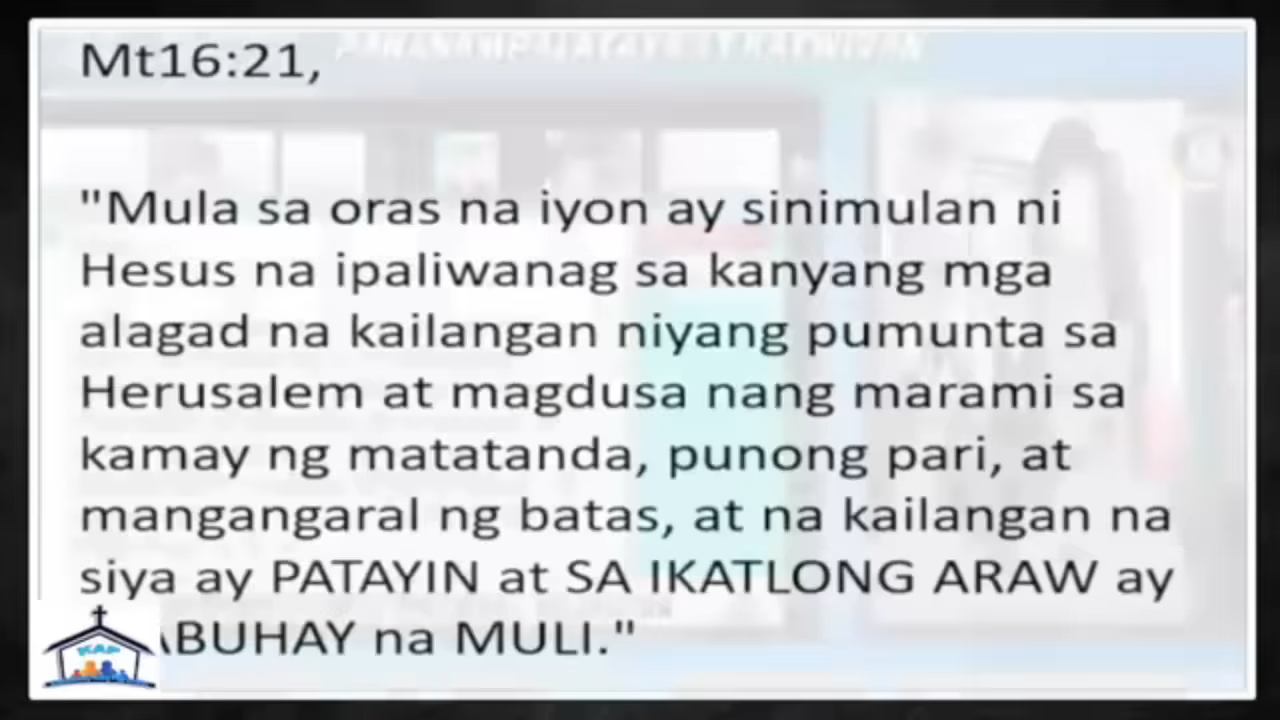 Mt16:21,
"Mula sa oras na iyon ay sinimulan ni
Hesus na ipaliwanag sa kanyang mga
alagad na kailangan niyang pumunta sa
Herusalem at magdusa nang marami sa
kamay ng matatanda, punong pari, at
mangangaral ng batas, at na kailangan na
siya ay PATAYIN at SA IKATLONG ARAW ay
ABUHAY na MULI."
KAP